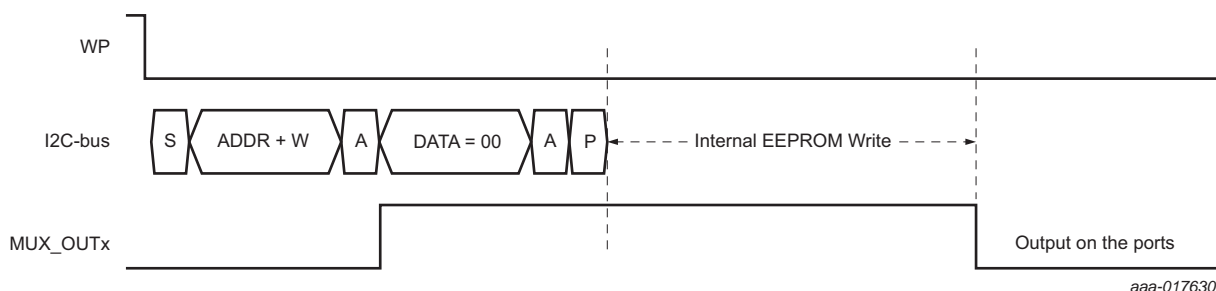 WP
I2C-bus S ADDR + W A DATA = 00 A P Internal EEPROM Write
MUX_OUTx Output on the ports
aaa-017630